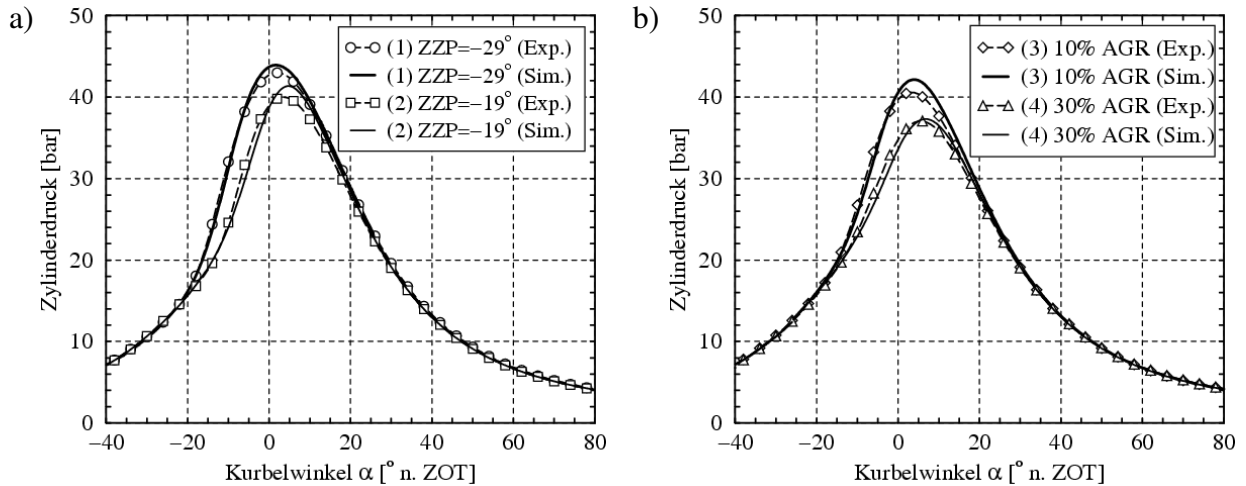 a)
50
40
30
20
10
0
Zylinderdruck [bar]
(1) ZZP=−29° (Exp.)
(1) ZZP=−29° (Sim.)
(2) ZZP=−19° (Exp.)
(2) ZZP=−19° (Sim.)
−40 −20 0 20 40 60 80
Kurbelwinkel α [° n. ZOT]
b)
50
40
30
20
10
0
Zylinderdruck [bar]
(3) 10% AGR (Exp.)
(3) 10% AGR (Sim.)
(4) 30% AGR (Exp.)
(4) 30% AGR (Sim.)
−40 −20 0 20 40 60 80
Kurbelwinkel α [° n. ZOT]